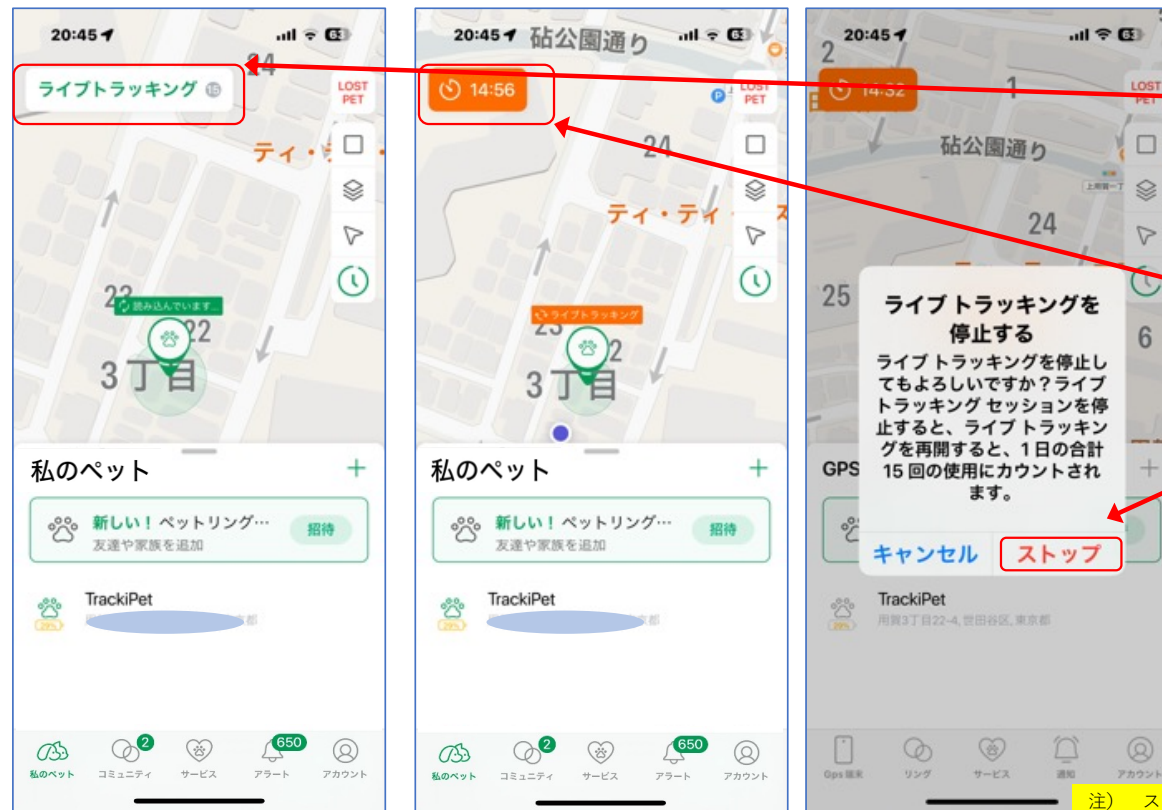 20:45
24
ライブトラッキング 15
LOST
PET
ティ・
読み込んでいます...
22
3丁目
私のペット
+
新しい！ペットリング…
友達や家族を追加
招待
TrackiPet
29%
2
650
私のペット
コミュニティ
サービス
アラート
アカウント
20:45
砧公園通り
14:56
P
PET
24
ティ・ティ
ス
ライブトラッキング
3丁目
私のペット
+
新しい！ペットリング…
友達や家族を追加
招待
TrackiPet
29%
2
650
私のペット
コミュニティ
サービス
アラート
アカウント
20:45
2
14:32
1
LOST
PET
砧公園通り
24
25
6
ライブ トラッキングを
停止する
ライブ トラッキングを停止し
てもよろしいですか？ライブ
トラッキング セッションを停
止すると、ライブ トラッキン
グを再開すると、1日の合計
15 回の使用にカウントされ
ます。
キャンセル
ストップ
GPS
+
TrackiPet
用賀3丁目22-4, 世田谷区, 東京都
29%
Gps 端末
リング
サービス
通知
アカウント
注） ス